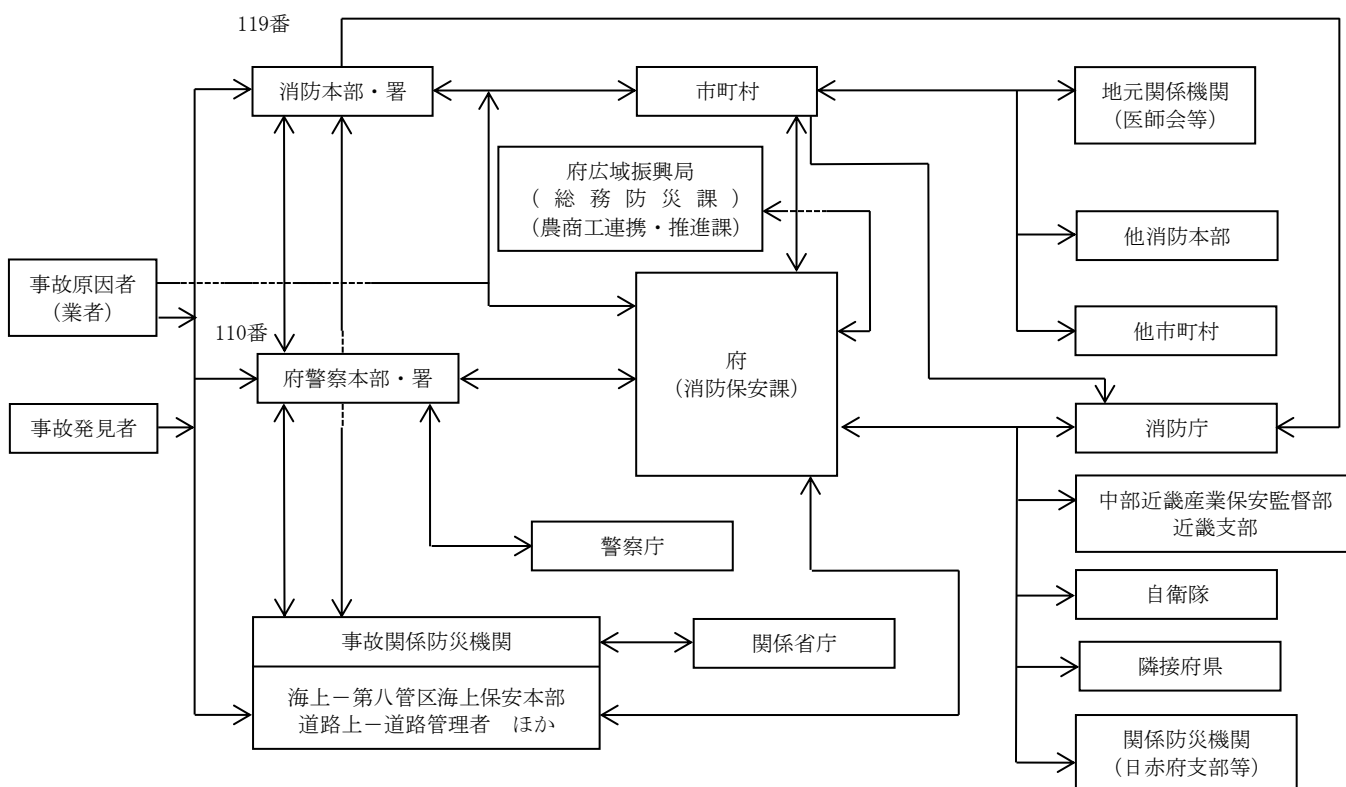 119番
消防本部・署
市町村
地元関係機関
（医師会等）
府広域振興局
（総務防災課）
（農商工連携・推進課）
他消防本部
事故原因者
（業者）
110番
他市町村
府警察本部・署
府
（消防保安課）
事故発見者
消防庁
中部近畿産業保安監督部
近畿支部
警察庁
自衛隊
事故関係防災機関
関係省庁
隣接府県
海上－第八管区海上保安本部
道路上－道路管理者　ほか
関係防災機関
（日赤府支部等）